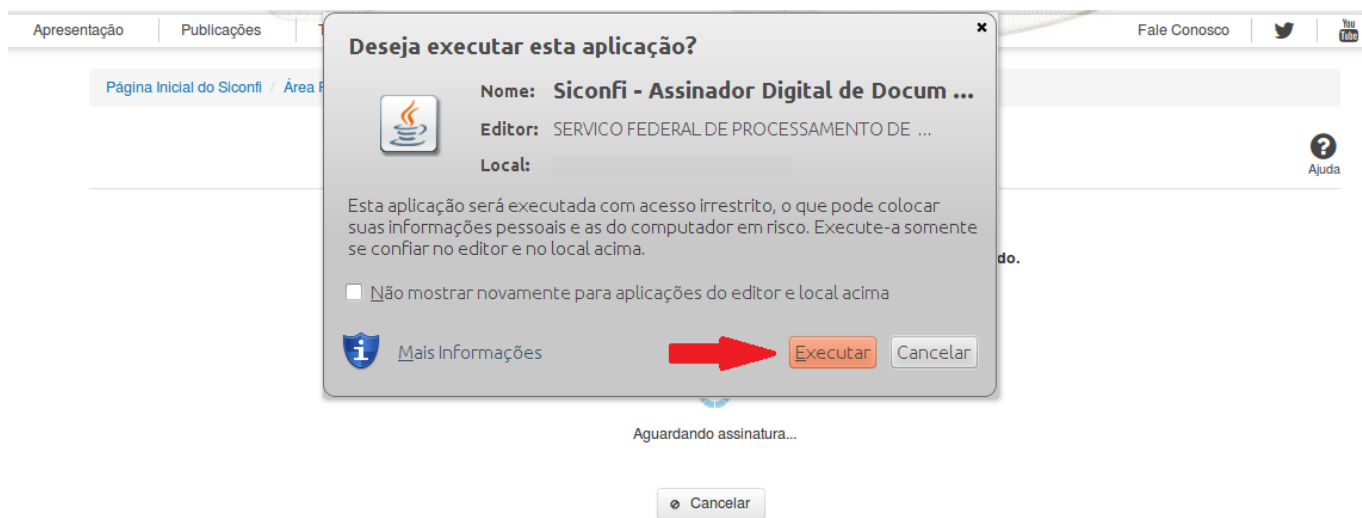 Apresentação Publicações T Fale Conosco You Tube
Página Inicial do Siconfi / Área
Deseja executar esta aplicação?
Nome: Siconfi - Assinador Digital de Docum ...
Editor: SERVICO FEDERAL DE PROCESSAMENTO DE ...
Local:
Ajuda
Esta aplicação será executada com acesso irrestrito, o que pode colocar
suas informações pessoais e as do computador em risco. Execute-a somente
se confiar no editor e no local acima.
do.
Não mostrar novamente para aplicações do editor e local acima
Mais Informações
Executar Cancelar
Aguardando assinatura...
Cancelar